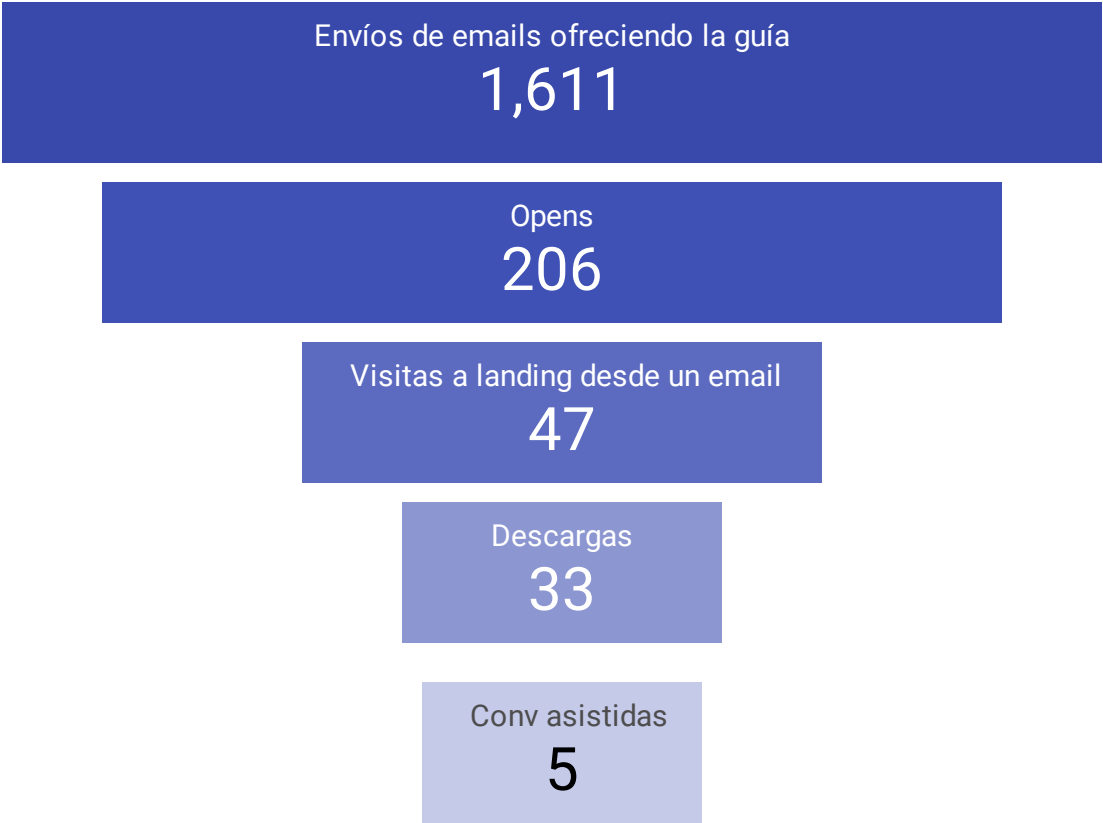 Envíos de emails ofreciendo la guía
1,611
Opens
206
Visitas a landing desde un email
47
Descargas
33
Conv asistidas
5